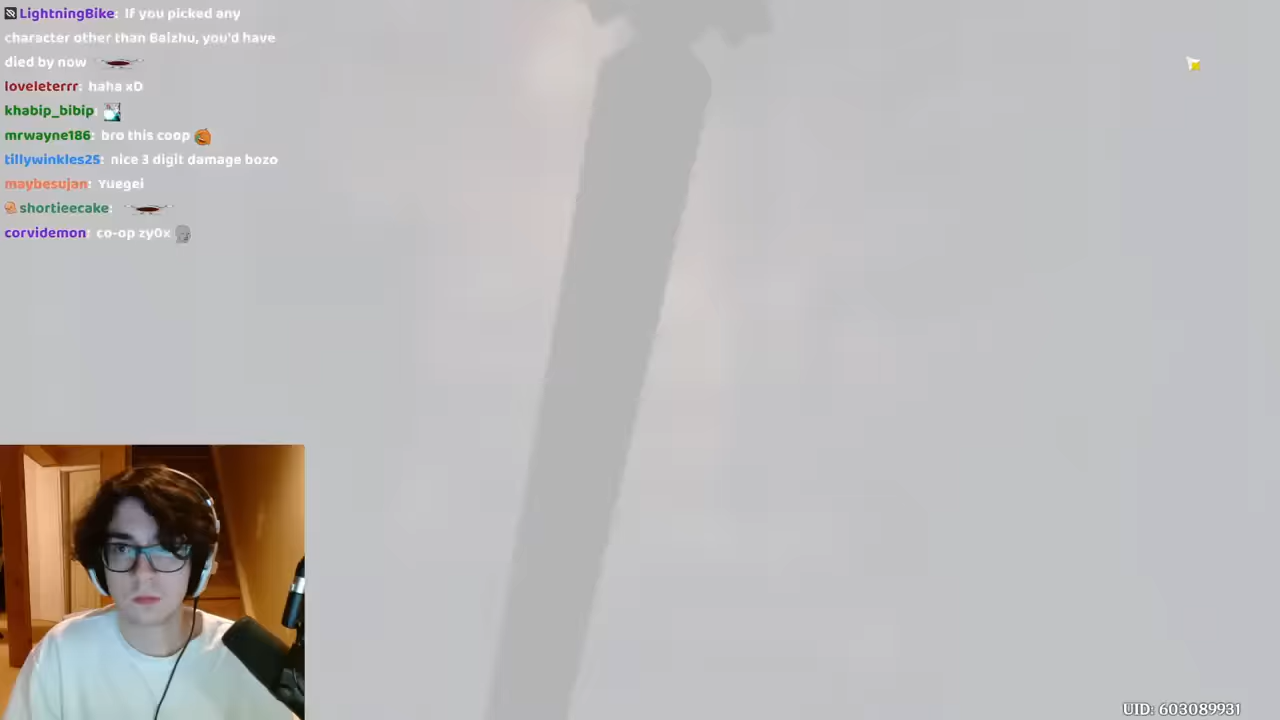 LightningBike: If you picked any
character other than Baizhu, you'd have
died by now
loveleterrr: haha xD
khabip_bibip:
mrwayne186: bro this coop
tillywinkles25: nice 3 digit damage bozo
maybesujan: Yuegei
shortieecake:
corvidemon: co-op zy0x
UID: 603089931